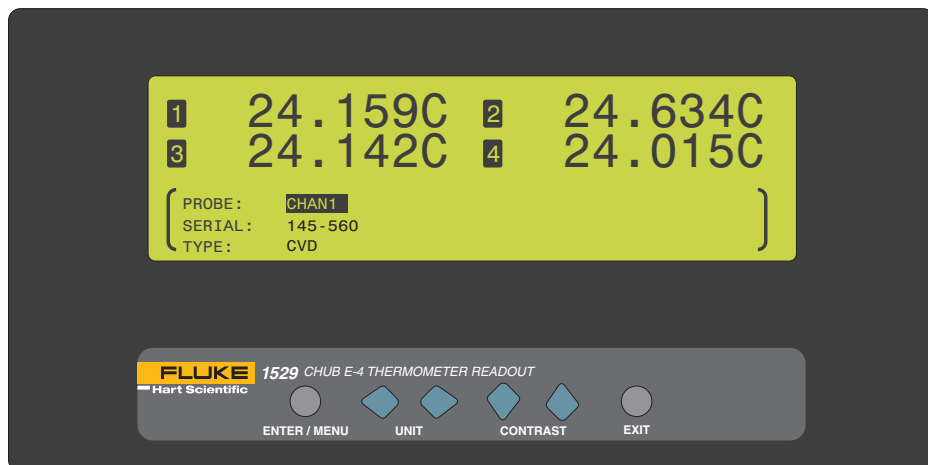 1 24.159C 2 24.634C
3 24.142C 4 24.015C
PROBE: CHAN1
SERIAL: 145-560
TYPE: CVD
FLUKE 1529 CHUB E-4 THERMOMETER READOUT
Hart Scientific
ENTER / MENU UNIT CONTRAST EXIT